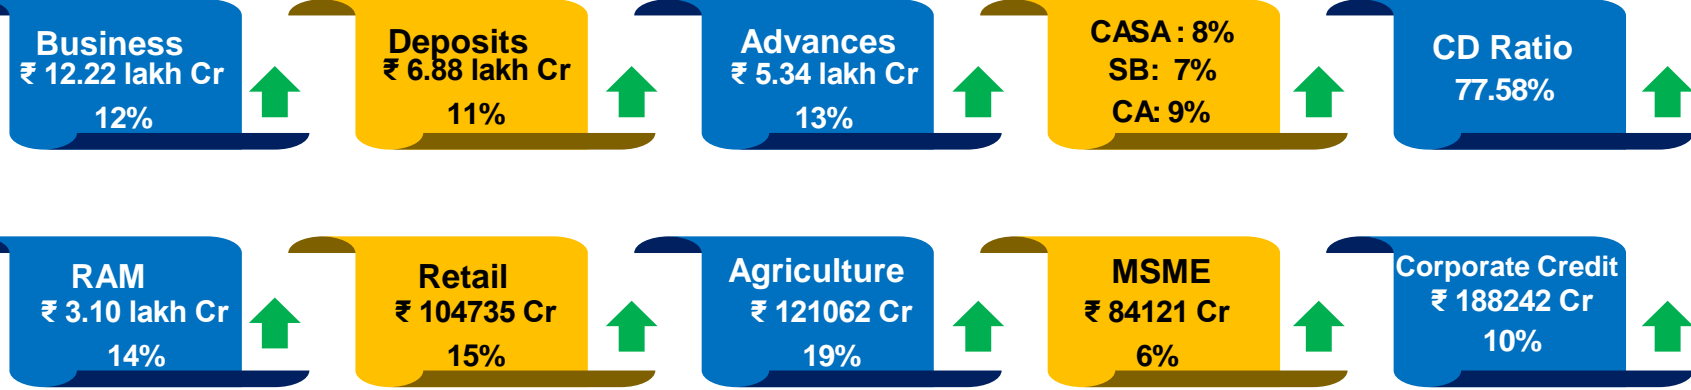 Business
₹ 12.22 lakh Cr
12%
Deposits
₹ 6.88 lakh Cr
11%
Advances
₹ 5.34 lakh Cr
13%
CASA : 8%
SB: 7%
CA: 9%
CD Ratio
77.58%
RAM
₹ 3.10 lakh Cr
14%
Retail
₹ 104735 Cr
15%
Agriculture
₹ 121062 Cr
19%
MSME
₹ 84121 Cr
6%
Corporate Credit
₹ 188242 Cr
10%